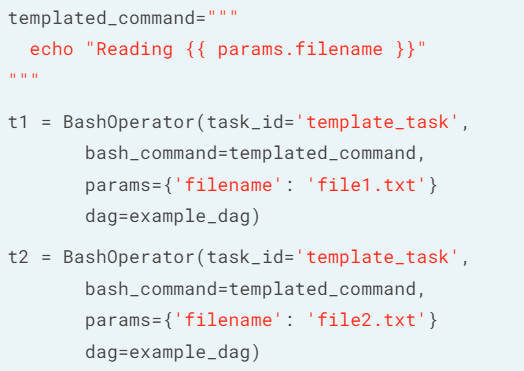 templated_command="""
  echo "Reading {{ params.filename }}"
"""
t1 = BashOperator(task_id='template_task',
       bash_command=templated_command,
       params={'filename': 'file1.txt'}
       dag=example_dag)
t2 = BashOperator(task_id='template_task',
       bash_command=templated_command,
       params={'filename': 'file2.txt'}
       dag=example_dag)